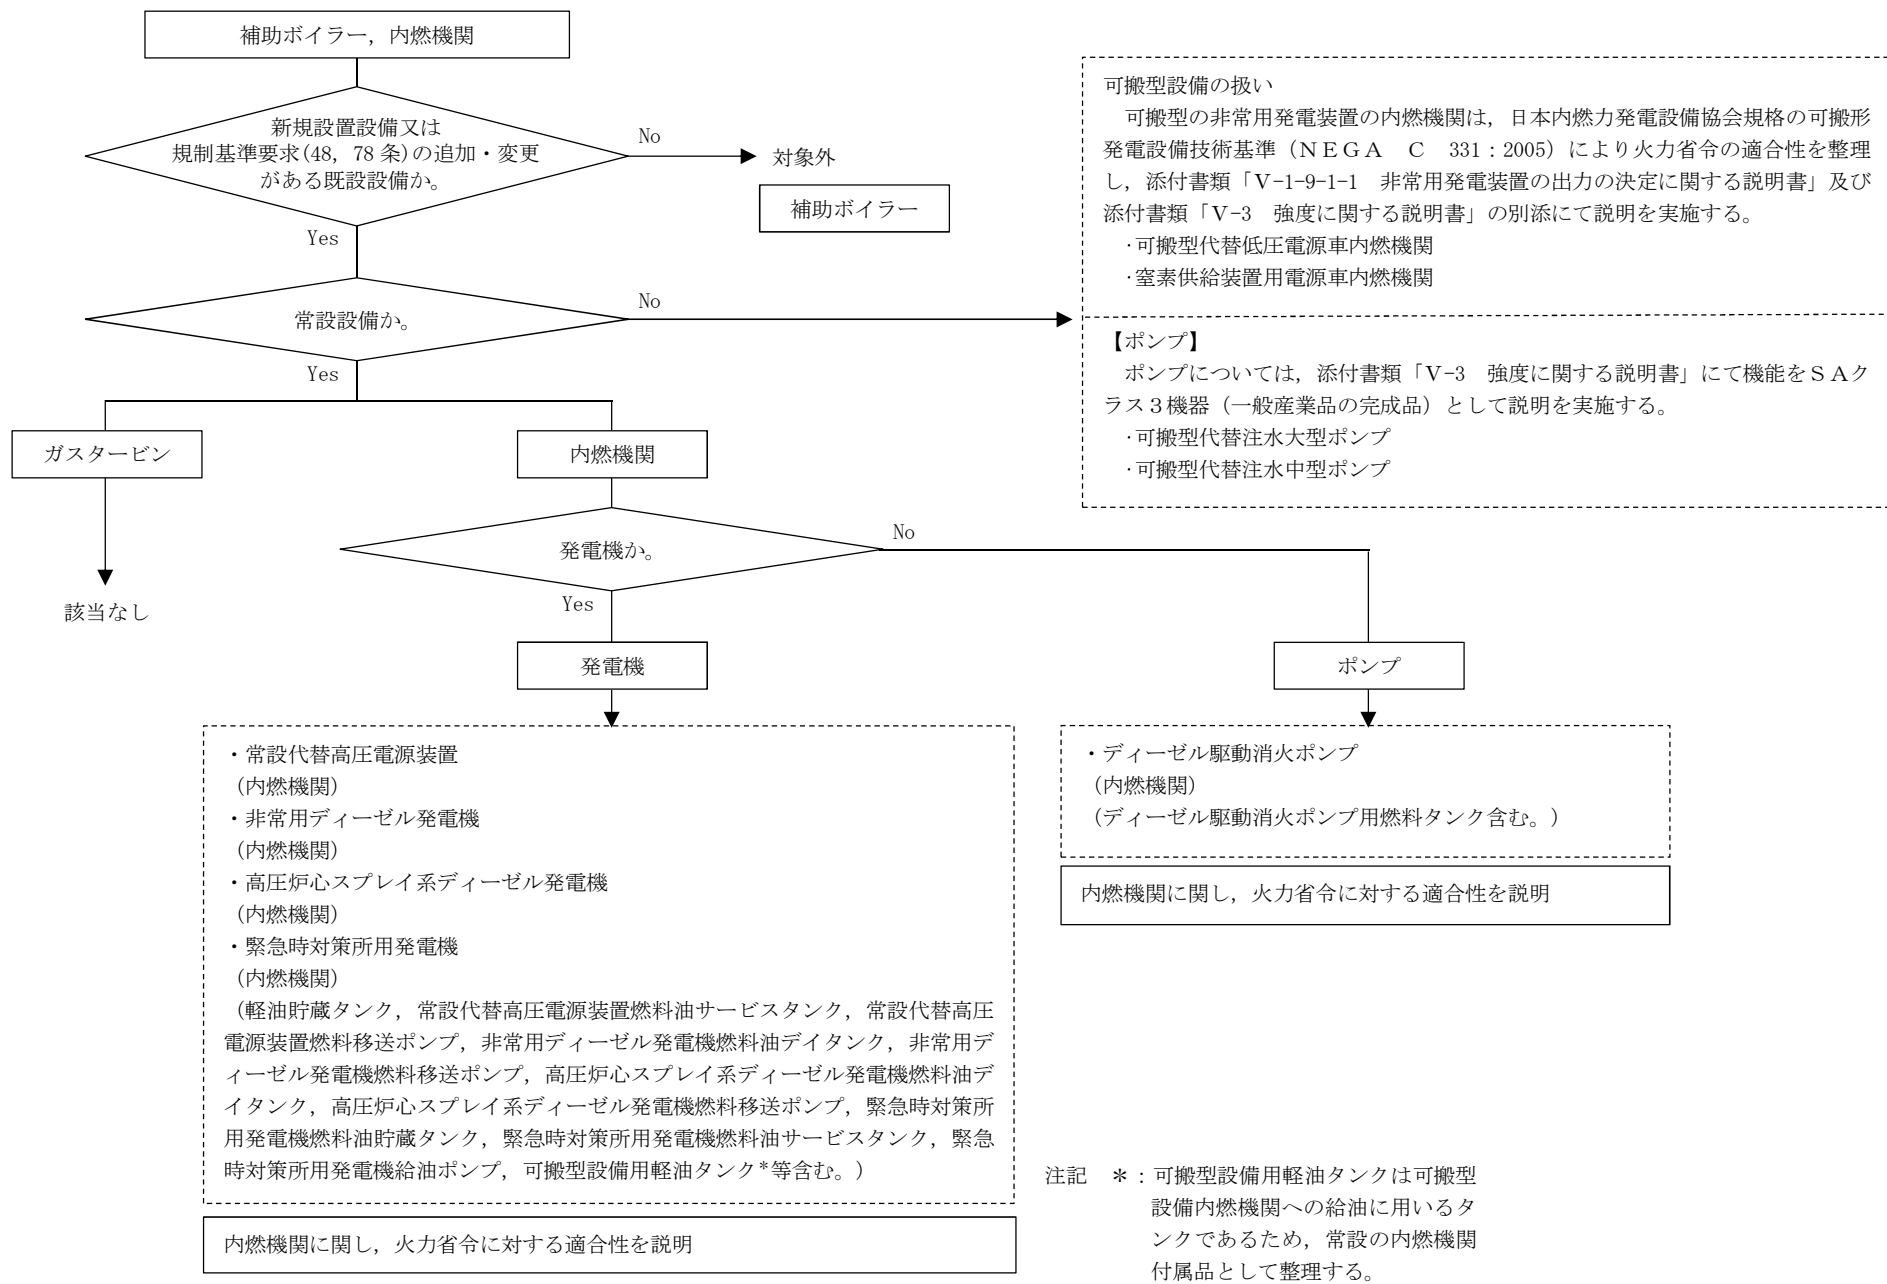 補助ボイラー，内燃機関
新規設置設備又は
規制基準要求(48，78 条)の追加・変更
がある既設設備か。
No
対象外
補助ボイラー
Yes
常設設備か。
No
Yes
可搬型設備の扱い
可搬型の非常用発電装置の内燃機関は，日本内燃力発電設備協会規格の可搬形
発電設備技術基準（ＮＥＧＡ　Ｃ　331：2005）により火力省令の適合性を整理
し，添付書類「Ⅴ-1-9-1-1　非常用発電装置の出力の決定に関する説明書」及び
添付書類「Ⅴ-3　強度に関する説明書」の別添にて説明を実施する。
・可搬型代替低圧電源車内燃機関
・窒素供給装置用電源車内燃機関
【ポンプ】
ポンプについては，添付書類「Ⅴ-3　強度に関する説明書」にて機能をＳＡク
ラス３機器（一般産業品の完成品）として説明を実施する。
・可搬型代替注水大型ポンプ
・可搬型代替注水中型ポンプ
ガスタービン
内燃機関
該当なし
発電機か。
No
Yes
発電機
ポンプ
・常設代替高圧電源装置
（内燃機関）
・非常用ディーゼル発電機
（内燃機関）
・高圧炉心スプレイ系ディーゼル発電機
（内燃機関）
・緊急時対策所用発電機
（内燃機関）
（軽油貯蔵タンク，常設代替高圧電源装置燃料油サービスタンク，常設代替高圧
電源装置燃料移送ポンプ，非常用ディーゼル発電機燃料油デイタンク，非常用デ
ィーゼル発電機燃料移送ポンプ，高圧炉心スプレイ系ディーゼル発電機燃料油デ
イタンク，高圧炉心スプレイ系ディーゼル発電機燃料移送ポンプ，緊急時対策所
用発電機燃料油貯蔵タンク，緊急時対策所用発電機燃料油サービスタンク，緊急
時対策所用発電機給油ポンプ，可搬型設備用軽油タンク*等含む。）
内燃機関に関し，火力省令に対する適合性を説明
・ディーゼル駆動消火ポンプ
（内燃機関）
（ディーゼル駆動消火ポンプ用燃料タンク含む。）
内燃機関に関し，火力省令に対する適合性を説明
注記　＊：可搬型設備用軽油タンクは可搬型
設備内燃機関への給油に用いるタ
ンクであるため，常設の内燃機関
付属品として整理する。